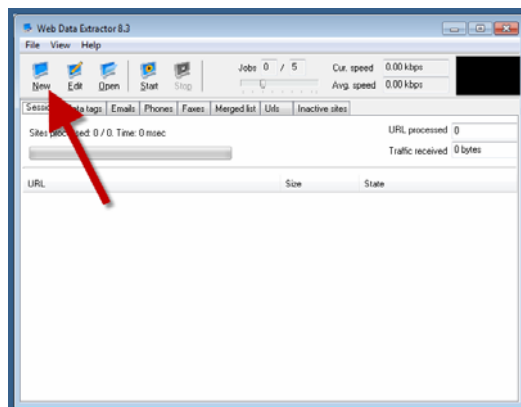 Web Data Extractor 8.3
File View Help
New Edit Open Start Stop
Jobs 0 / 5
Cur. speed 0.00 kbps
Avg. speed 0.00 kbps
Session Meta tags Emails Phones Faxes Merged list Urls Inactive sites
Sites processed: 0 / 0. Time: 0 msec
URL processed 0
Traffic received 0 bytes
URL Size State